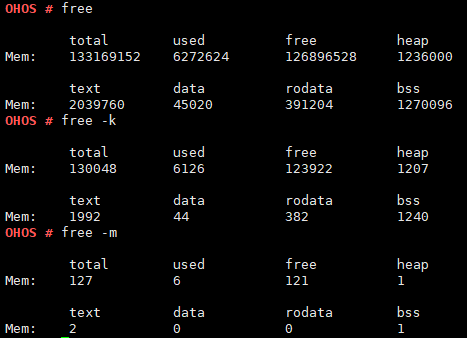 OHOS # free
total used free heap
Mem: 133169152 6272624 126896528 1236000
text data rodata bss
Mem: 2039760 45020 391204 1270096
OHOS # free -k
total used free heap
Mem: 130048 6126 123922 1207
text data rodata bss
Mem: 1992 44 382 1240
OHOS # free -m
total used free heap
Mem: 127 6 121 1
text data rodata bss
Mem: 2 0 0 1